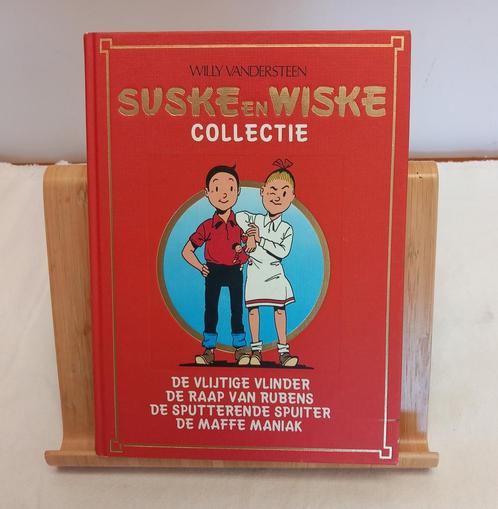 WILLY VANDERSTEEN
SUSKE EN WISKE
COLLECTIE
DE VLIJTIGE VLINDER
DE RAAP VAN RUBENS
DE SPUTTERENDE SPUITER
DE MAFFE MANIAK